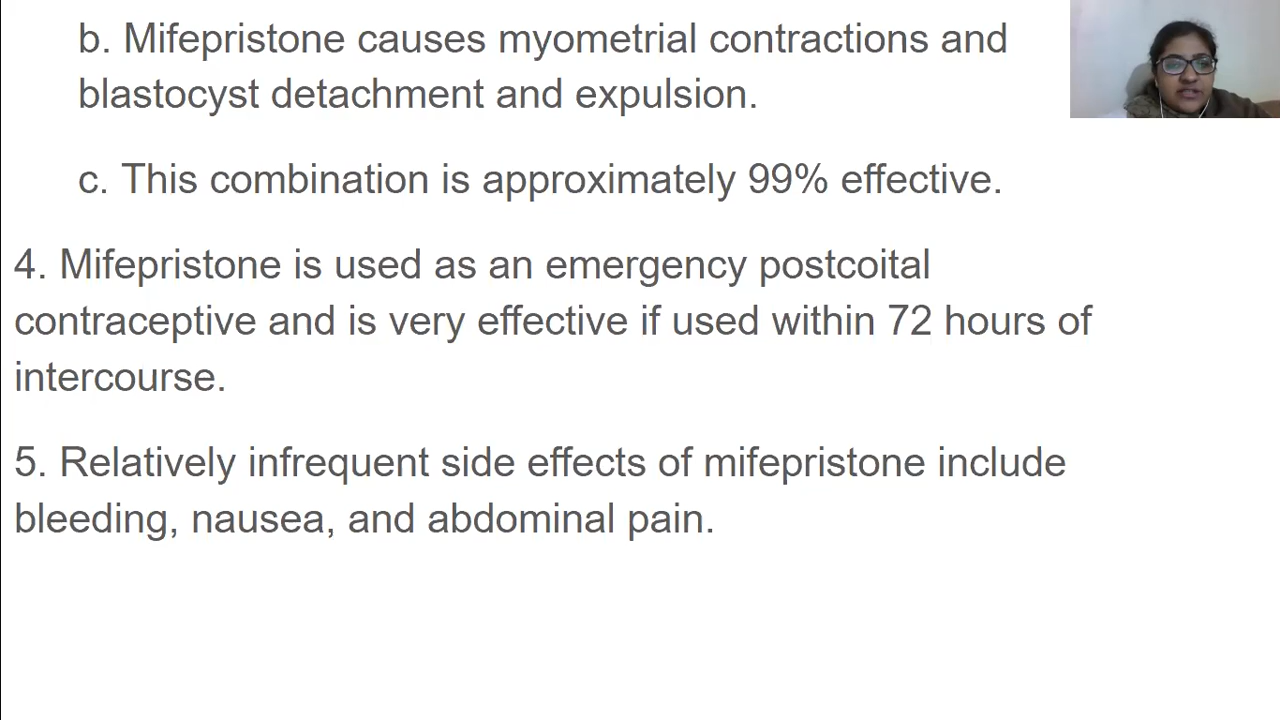 b. Mifepristone causes myometrial contractions and
blastocyst detachment and expulsion.
c. This combination is approximately 99% effective.
4. Mifepristone is used as an emergency postcoital
contraceptive and is very effective if used within 72 hours of
intercourse.
5. Relatively infrequent side effects of mifepristone include
bleeding, nausea, and abdominal pain.